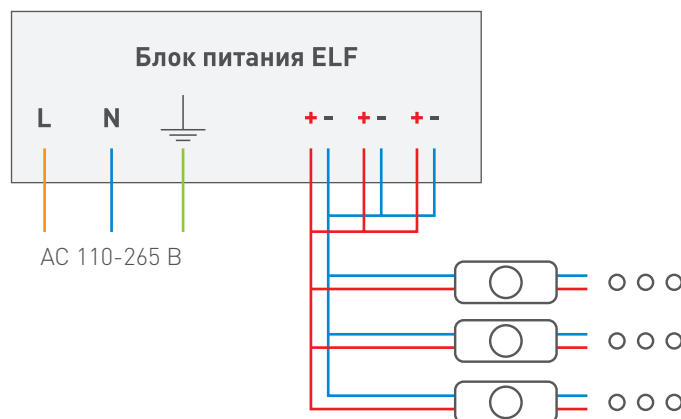 Блок питания ELF
L N + - + - + -
AC 110-265 В